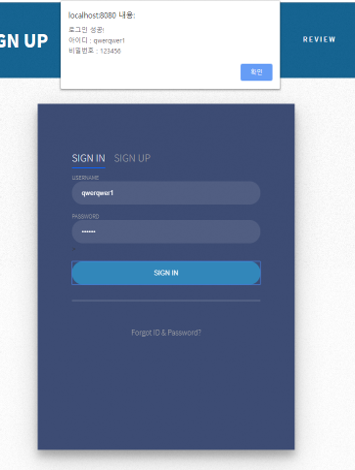 localhost:8080 내용:
로그인 성공!
아이디 : qwerqwer1
비밀번호 : 123456
확인
GN UP
REVIEW
SIGN IN SIGN UP
USERNAME
qwerqwer1
PASSWORD
••••••
SIGN IN
Forgot ID & Password?